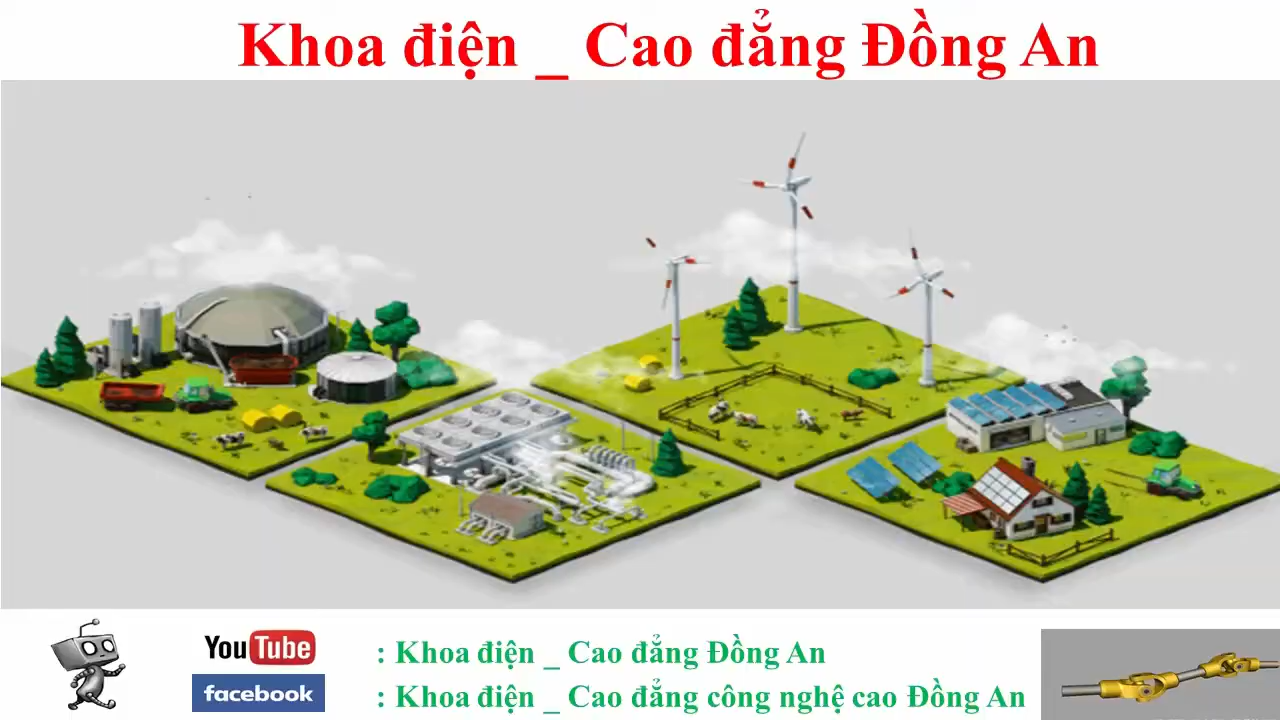 Khoa điện _ Cao đẳng Đồng An
YouTube : Khoa điện _ Cao đẳng Đồng An
facebook : Khoa điện _ Cao đẳng công nghệ cao Đồng An